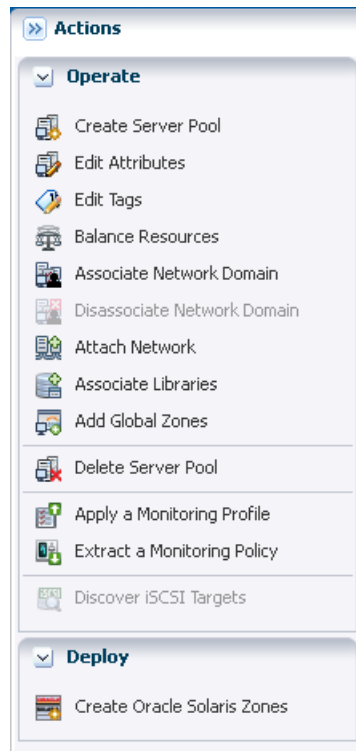 Actions
Operate
Create Server Pool
Edit Attributes
Edit Tags
Balance Resources
Associate Network Domain
Disassociate Network Domain
Attach Network
Associate Libraries
Add Global Zones
Delete Server Pool
Apply a Monitoring Profile
Extract a Monitoring Policy
Discover iSCSI Targets
Deploy
Create Oracle Solaris Zones